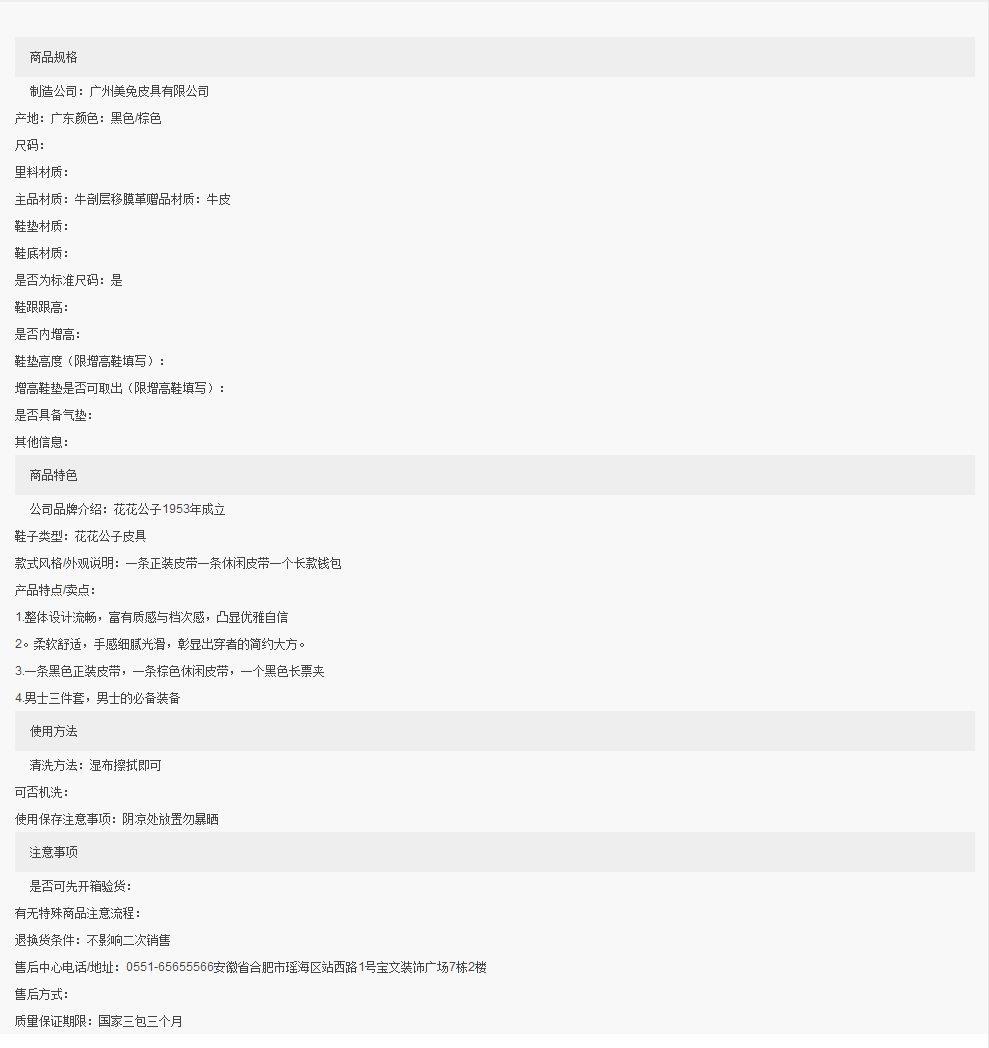 商品规格
制造公司：广州美兔皮具有限公司
产地：广东颜色：黑色/棕色
尺码：
里料材质：
主品材质：牛剖层移膜革赠品材质：牛皮
鞋垫材质：
鞋底材质：
是否为标准尺码：是
鞋跟跟高：
是否内增高：
鞋垫高度（限增高鞋填写）：
增高鞋垫是否可取出（限增高鞋填写）：
是否具备气垫：
其他信息：
商品特色
公司品牌介绍：花花公子1953年成立
鞋子类型：花花公子皮具
款式风格/外观说明：一条正装皮带一条休闲皮带一个长款钱包
产品特点/卖点：
1.整体设计流畅，富有质感与档次感，凸显优雅自信
2。柔软舒适，手感细腻光滑，彰显出穿者的简约大方。
3.一条黑色正装皮带，一条棕色休闲皮带，一个黑色长票夹
4.男士三件套，男士的必备装备
使用方法
清洗方法：湿布擦拭即可
可否机洗：
使用保存注意事项：阴凉处放置勿暴晒
注意事项
是否可先开箱验货：
有无特殊商品注意流程：
退换货条件：不影响二次销售
售后中心电话/地址：0551-65655566安徽省合肥市瑶海区站西路1号宝文装饰广场7栋2楼
售后方式：
质量保证期限：国家三包三个月